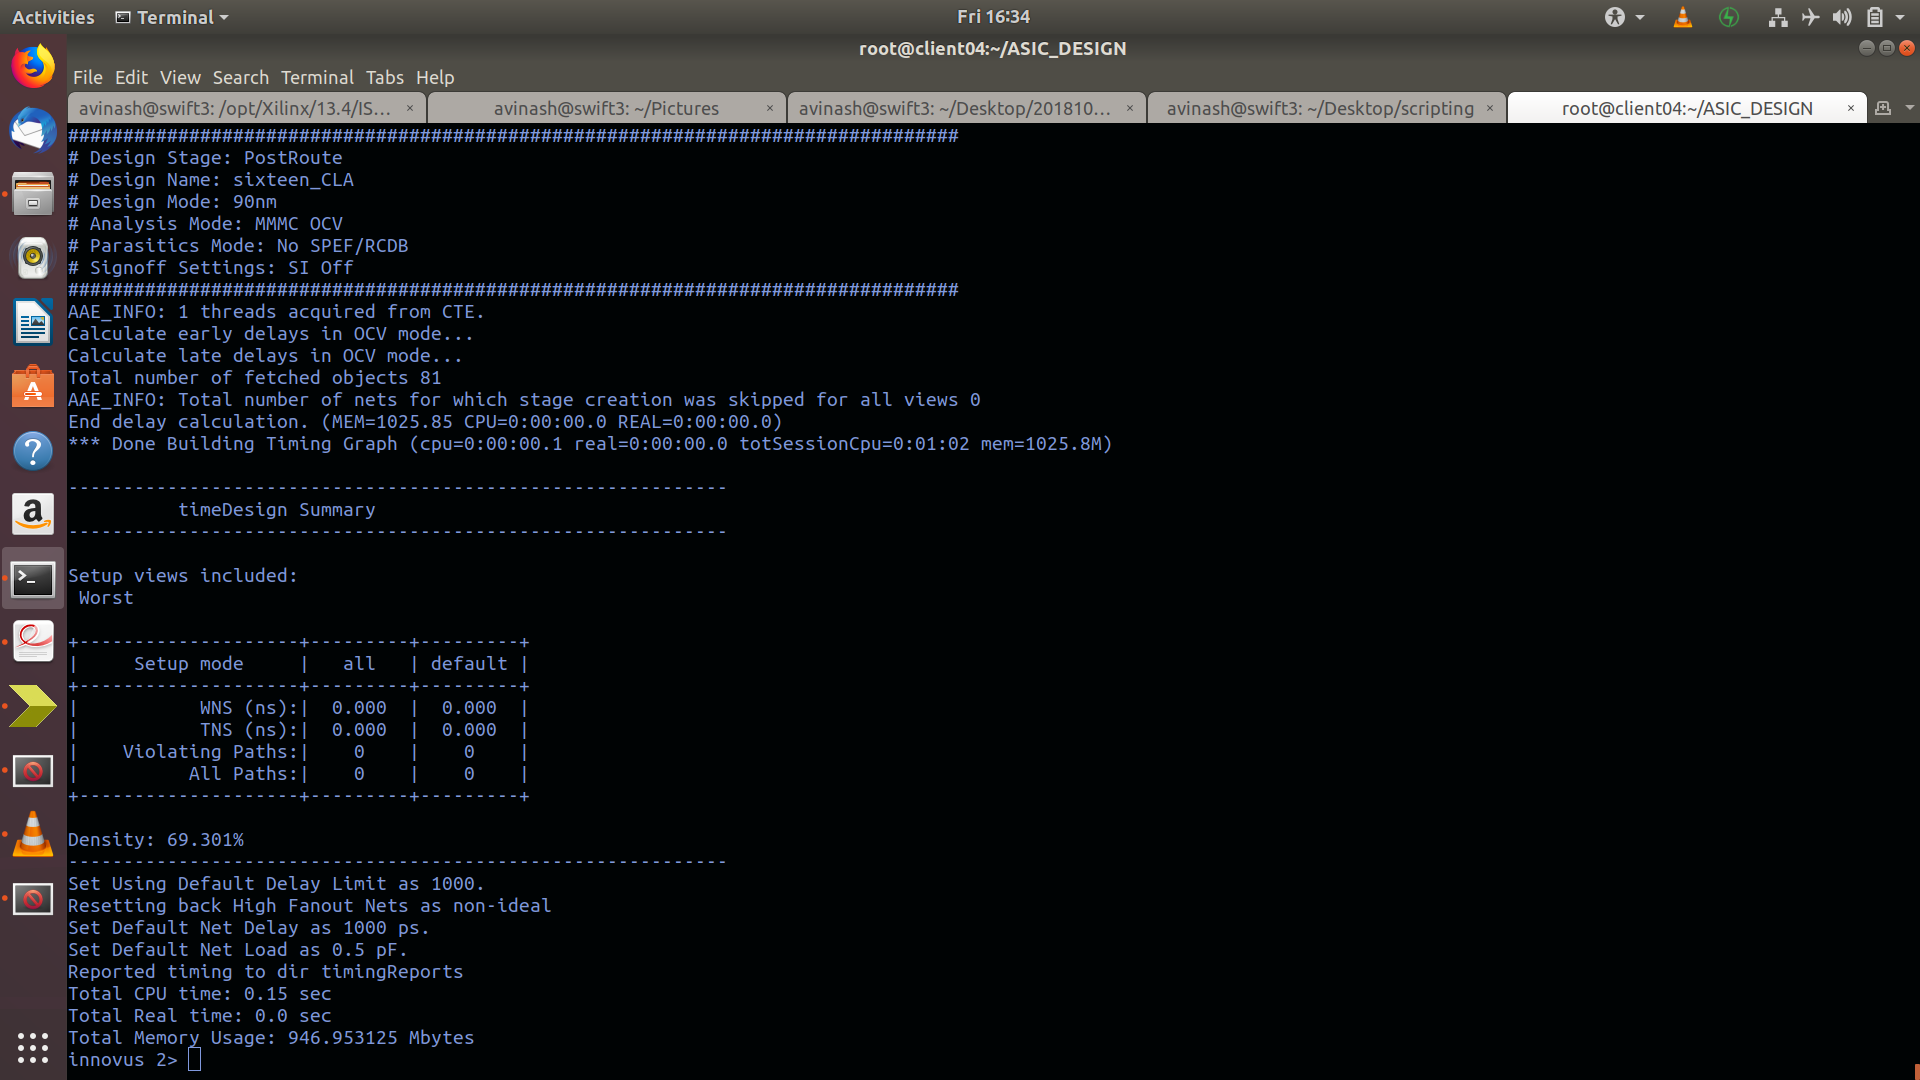 Activities Terminal Fri 16:34
root@client04:~/ASIC_DESIGN
File Edit View Search Terminal Tabs Help
avinash@swift3: /opt/Xilinx/13.4/IS... × avinash@swift3: ~/Pictures × avinash@swift3: ~/Desktop/201810... × avinash@swift3: ~/Desktop/scripting × root@client04:~/ASIC_DESIGN ×
#################################################################################
# Design Stage: PostRoute
# Design Name: sixteen_CLA
# Design Mode: 90nm
# Analysis Mode: MMMC OCV
# Parasitics Mode: No SPEF/RCDB
# Signoff Settings: SI Off
#################################################################################
AAE_INFO: 1 threads acquired from CTE.
Calculate early delays in OCV mode...
Calculate late delays in OCV mode...
Total number of fetched objects 81
AAE_INFO: Total number of nets for which stage creation was skipped for all views 0
End delay calculation. (MEM=1025.85 CPU=0:00:00.0 REAL=0:00:00.0)
*** Done Building Timing Graph (cpu=0:00:00.1 real=0:00:00.0 totSessionCpu=0:01:02 mem=1025.8M)
------------------------------------------------------------
          timeDesign Summary
------------------------------------------------------------
Setup views included:
 Worst
+--------------------+---------+---------+
|     Setup mode     |   all   | default |
+--------------------+---------+---------+
|           WNS (ns):|  0.000  |  0.000  |
|           TNS (ns):|  0.000  |  0.000  |
|    Violating Paths:|    0    |    0    |
|          All Paths:|    0    |    0    |
+--------------------+---------+---------+
Density: 69.301%
------------------------------------------------------------
Set Using Default Delay Limit as 1000.
Resetting back High Fanout Nets as non-ideal
Set Default Net Delay as 1000 ps.
Set Default Net Load as 0.5 pF.
Reported timing to dir timingReports
Total CPU time: 0.15 sec
Total Real time: 0.0 sec
Total Memory Usage: 946.953125 Mbytes
innovus 2>